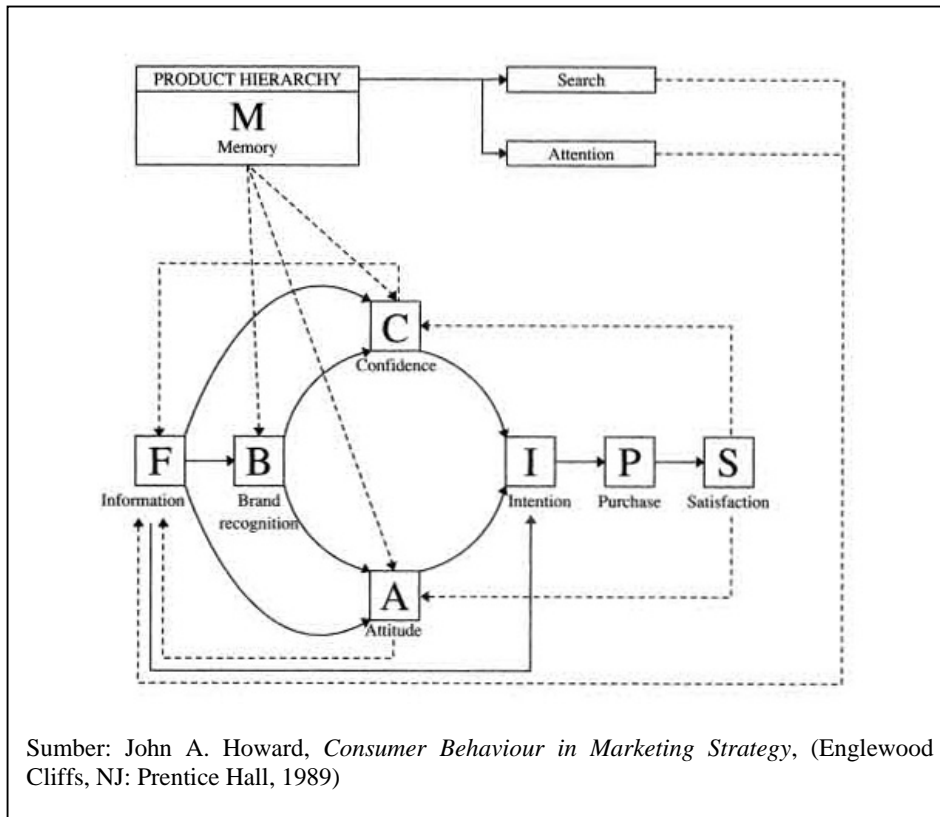 PRODUCT HIERARCHY
M
Memory
Search
Attention
C
Confidence
F
Information
B
Brand
recognition
I
Intention
P
Purchase
S
Satisfaction
A
Attitude
Sumber: John A. Howard, Consumer Behaviour in Marketing Strategy, (Englewood
Cliffs, NJ: Prentice Hall, 1989)